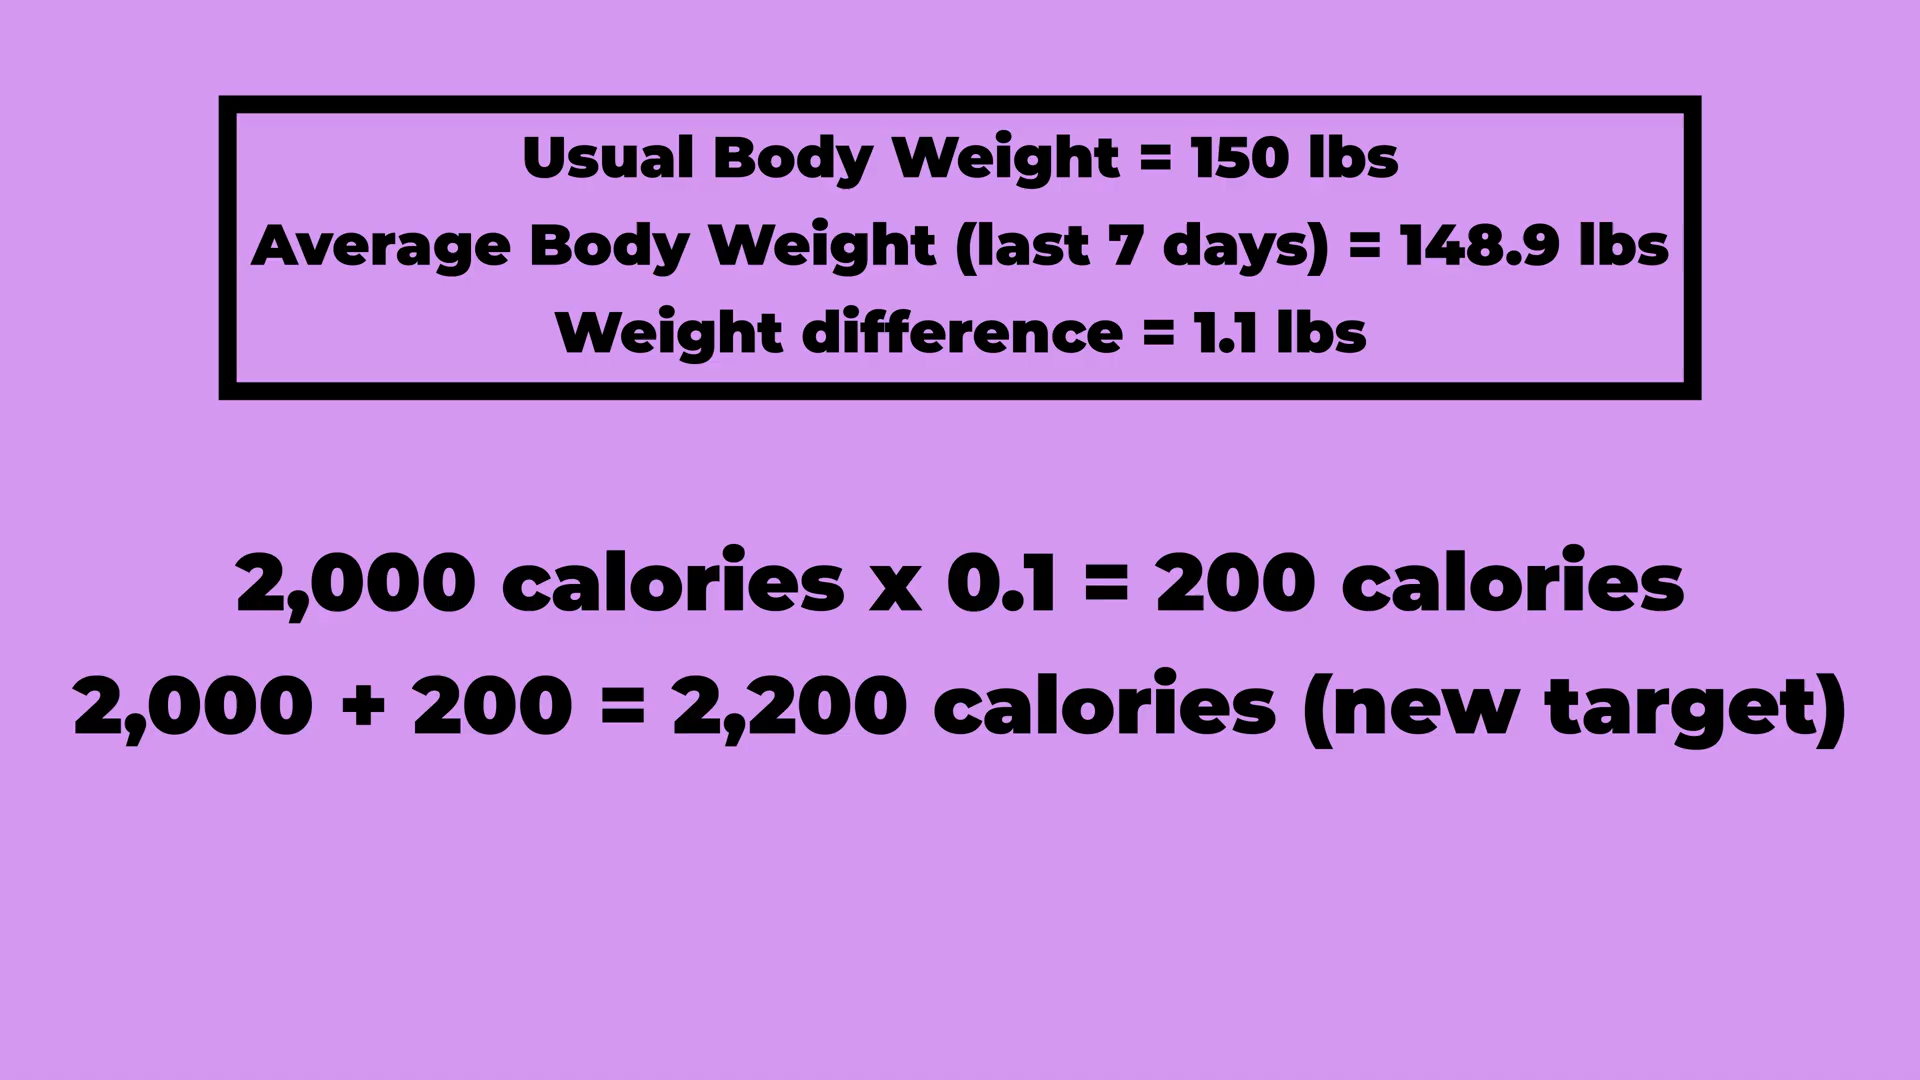 Usual Body Weight = 150 lbs
Average Body Weight (last 7 days) = 148.9 lbs
Weight difference = 1.1 lbs
2,000 calories x 0.1 = 200 calories
2,000 + 200 = 2,200 calories (new target)